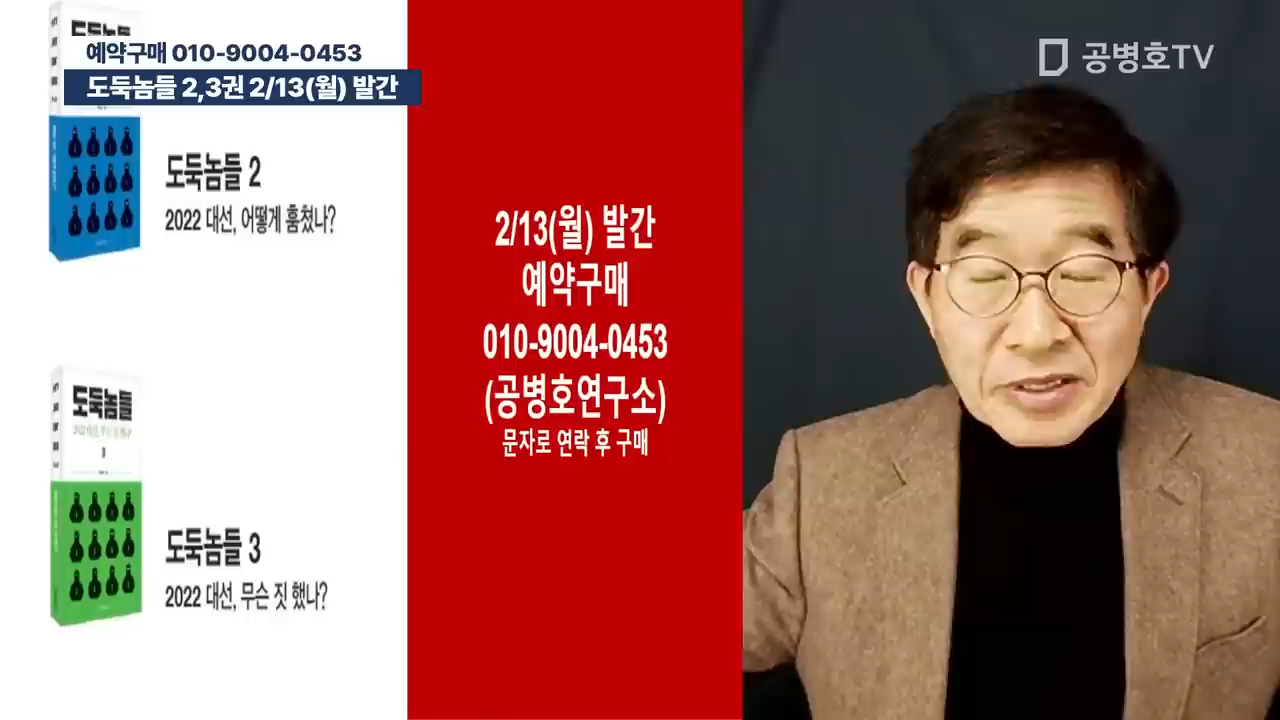 예약구매 010-9004-0453
도둑놈들 2,3권 2/13(월) 발간
공병호TV
도둑놈들 2
2022 대선, 어떻게 훔쳤나?
2/13(월) 발간
예약구매
010-9004-0453
(공병호연구소)
문자로 연락 후 구매
도둑놈들
도둑놈들 3
2022 대선, 무슨 짓 했나?